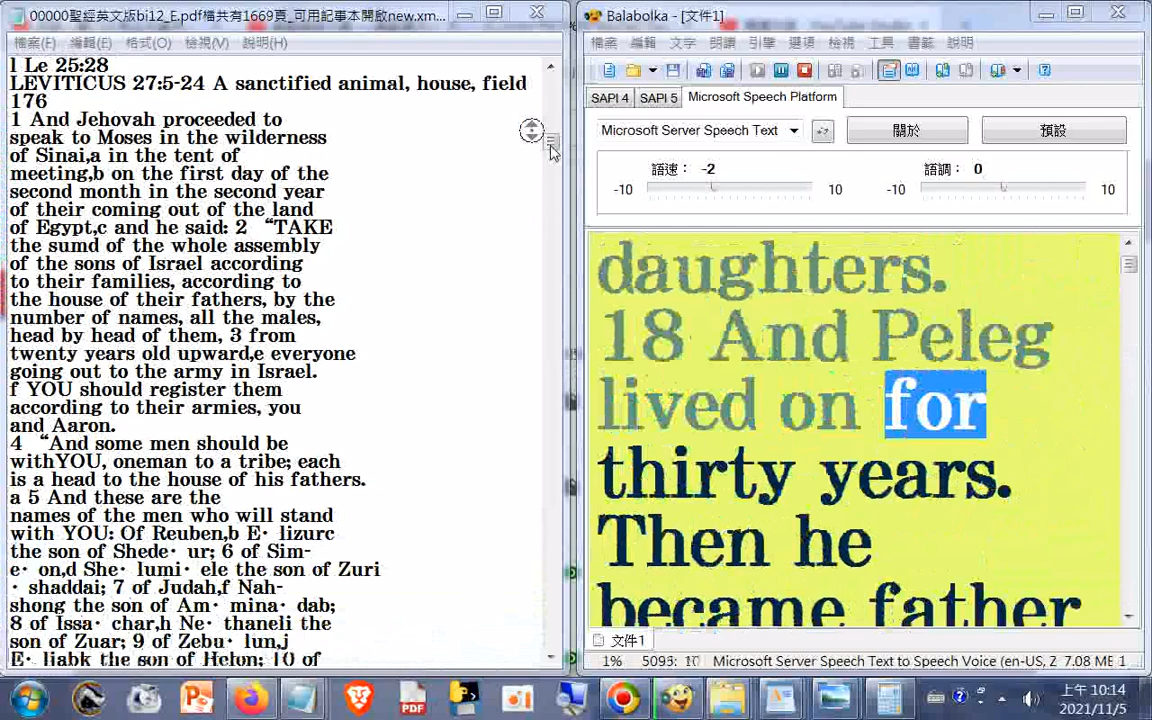 00000聖經英文版bi12_E.pdf檔共有1669頁_可用記事本開啟new.xm...
檔案(F) 編輯(E) 格式(O) 檢視(V) 說明(H)
l Le 25:28
LEVITICUS 27:5-24 A sanctified animal, house, field
176
1 And Jehovah proceeded to
speak to Moses in the wilderness
of Sinai,a in the tent of
meeting,b on the first day of the
second month in the second year
of their coming out of the land
of Egypt,c and he said: 2 “TAKE
the sumd of the whole assembly
of the sons of Israel according
to their families, according to
the house of their fathers, by the
number of names, all the males,
head by head of them, 3 from
twenty years old upward,e everyone
going out to the army in Israel.
f YOU should register them
according to their armies, you
and Aaron.
4 “And some men should be
withYOU, oneman to a tribe; each
is a head to the house of his fathers.
a 5 And these are the
names of the men who will stand
with YOU: Of Reuben,b E· lizurc
the son of Shede· ur; 6 of Sim-
e· on,d She· lumi· ele the son of Zuri
· shaddai; 7 of Judah,f Nah-
shong the son of Am· mina· dab;
8 of Issa· char,h Ne· thaneli the
son of Zuar; 9 of Zebu· lun,j
E· liabk the son of Helon; 10 of
Balabolka - [文件1]
檔案 編輯 文字 朗讀 引擎 選項 檢視 工具 書籤 說明
SAPI 4 SAPI 5 Microsoft Speech Platform
Microsoft Server Speech Text 關於 預設
語速: -2 語調: 0
-10 10 -10 10
daughters.
18 And Peleg
lived on for
thirty years.
Then he
became father
文件1
1% 5093: 10 Microsoft Server Speech Text to Speech Voice (en-US, Z 7.08 MB 1
PDF
上午 10:14
2021/11/5